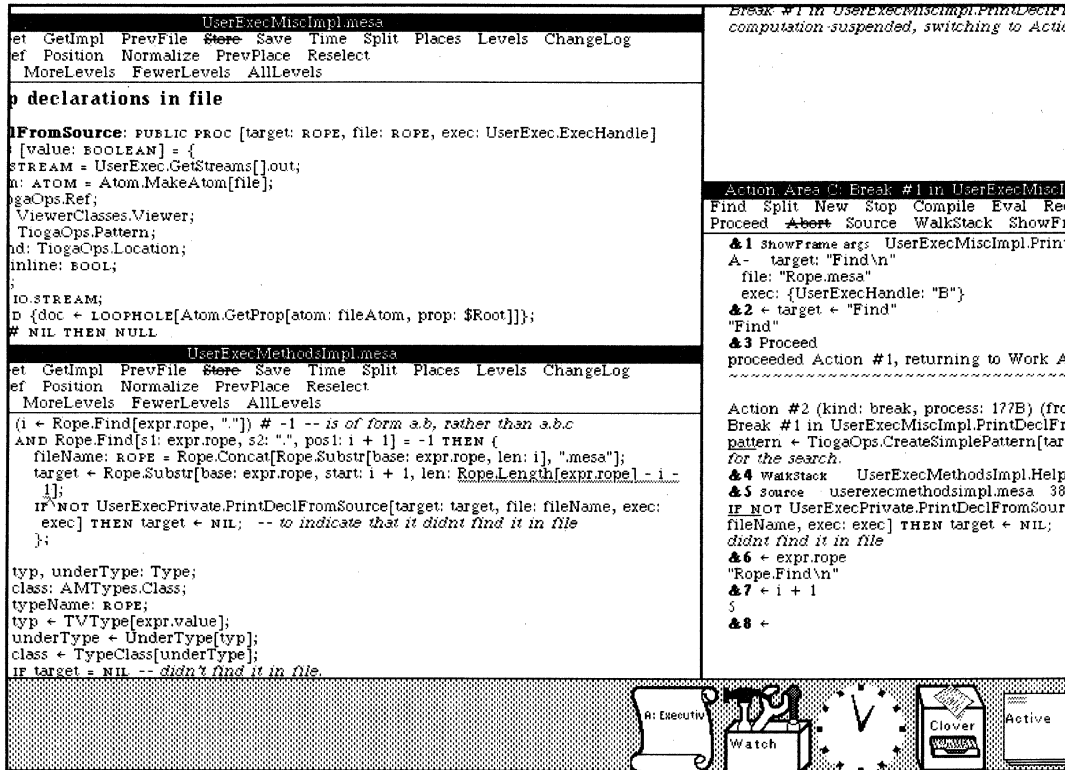 UserExecMiscImpl.mesa
et GetImpl PrevFile Store Save Time Split Places Levels ChangeLog
ef Position Normalize PrevPlace Reselect
MoreLevels FewerLevels AllLevels
p declarations in file
lFromSource: PUBLIC PROC [target: ROPE, file: ROPE, exec: UserExec.ExecHandle]
[value: BOOLEAN] = {
STREAM = UserExec.GetStreams[].out;
m: ATOM = Atom.MakeAtom[file];
ogaOps.Ref;
ViewerClasses.Viewer;
TiogaOps.Pattern;
nd: TiogaOps.Location;
inline: BOOL;
;
IO.STREAM;
D {doc ← LOOPHOLE[Atom.GetProp[atom: fileAtom, prop: $Root]]};
# NIL THEN NULL
UserExecMethodsImpl.mesa
et GetImpl PrevFile Store Save Time Split Places Levels ChangeLog
ef Position Normalize PrevPlace Reselect
MoreLevels FewerLevels AllLevels
(i ← Rope.Find[expr.rope, "."]) # -1 -- is of form a.b, rather than a.b.c
AND Rope.Find[s1: expr.rope, s2: ".", pos1: i + 1] = -1 THEN {
fileName: ROPE = Rope.Concat[Rope.Substr[base: expr.rope, len: i], ".mesa"];
target ← Rope.Substr[base: expr.rope, start: i + 1, len: Rope.Length[expr.rope] - i -
1];
IF NOT UserExecPrivate.PrintDeclFromSource[target: target, file: fileName, exec:
exec] THEN target ← NIL; -- to indicate that it didnt find it in file
};
typ, underType: Type;
class: AMTypes.Class;
typeName: ROPE;
typ ← TVType[expr.value];
underType ← UnderType[typ];
class ← TypeClass[underType];
IF target = NIL -- didn't find it in file.
Break #1 in UserExecMiscImpl.PrintDeclFr
computation suspended, switching to Actio
Action Area C: Break #1 in UserExecMiscI
Find Split New Stop Compile Eval Re
Proceed Abort Source WalkStack ShowFr
&1 ShowFrame args UserExecMiscImpl.Print
A- target: "Find\n"
file: "Rope.mesa"
exec: {UserExecHandle: "B"}
&2 ← target ← "Find"
"Find"
&3 Proceed
proceeded Action #1, returning to Work A
~~~~~~~~~~~~~~~~~~~~~~~~~~~~~~~~
Action #2 (kind: break, process: 177B) (fro
Break #1 in UserExecMiscImpl.PrintDeclFr
pattern ← TiogaOps.CreateSimplePattern[tar
for the search.
&4 WalkStack UserExecMethodsImpl.Help
&5 Source userexecmethodsimpl.mesa 38
IF NOT UserExecPrivate.PrintDeclFromSour
fileName, exec: exec] THEN target ← NIL;
didnt find it in file
&6 ← expr.rope
"Rope.Find\n"
&7 ← i + 1
5
&8 ←
A: Executiv
Watch
Clover
Active